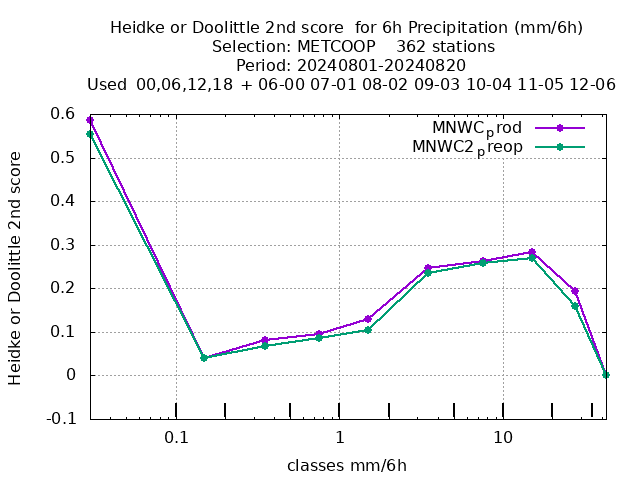 Heidke or Doolittle 2nd score  for 6h Precipitation (mm/6h)
Selection: METCOOP    362 stations
Period: 20240801-20240820
Used  00,06,12,18  + 06-00 07-01 08-02 09-03 10-04 11-05 12-06
MNWC_prod
MNWC2_preop
Heidke or Doolittle 2nd score
0.6
0.5
0.4
0.3
0.2
0.1
0
-0.1
0.1 1 10
classes mm/6h